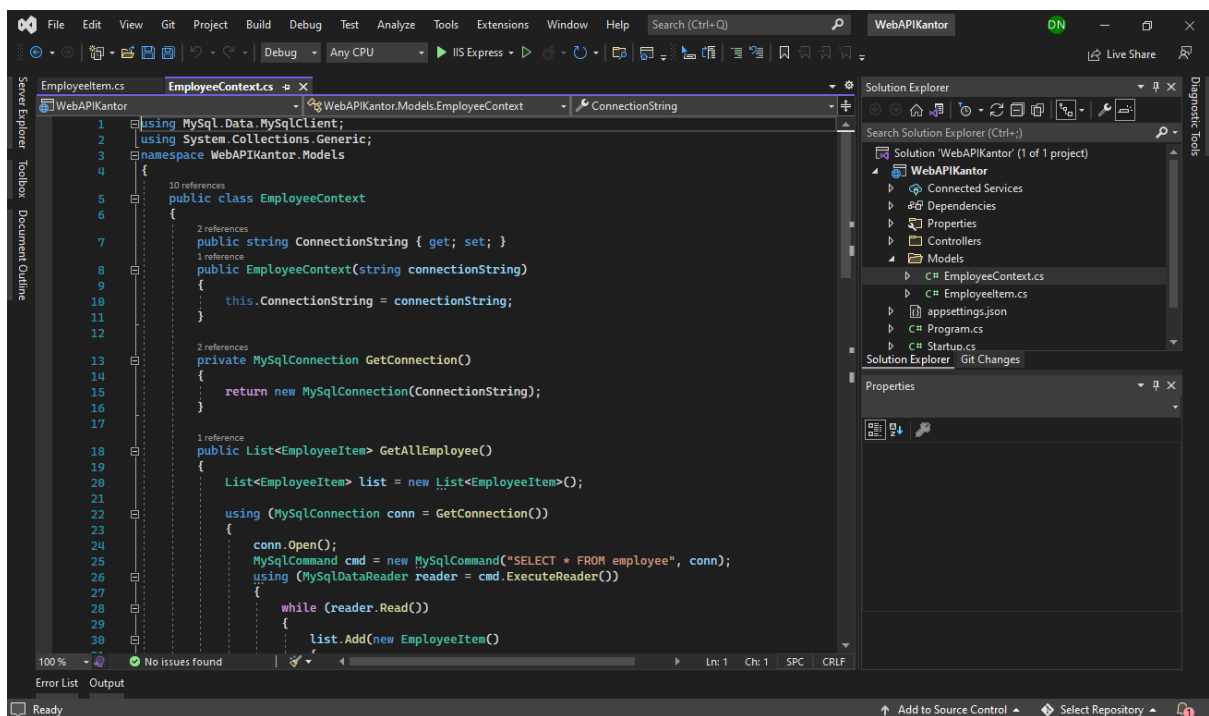 File Edit View Git Project Build Debug Test Analyze Tools Extensions Window Help Search (Ctrl+Q) WebAPIKantor DN
Debug Any CPU IIS Express Live Share
Server Explorer
Toolbox
Document Outline
EmployeeItem.cs EmployeeContext.cs
WebAPIKantor WebAPIKantor.Models.EmployeeContext ConnectionString
1 using MySql.Data.MySqlClient;
2 using System.Collections.Generic;
3 namespace WebAPIKantor.Models
4 {
10 references
5 public class EmployeeContext
6 {
2 references
7 public string ConnectionString { get; set; }
1 reference
8 public EmployeeContext(string connectionString)
9 {
10 this.ConnectionString = connectionString;
11 }
12
2 references
13 private MySqlConnection GetConnection()
14 {
15 return new MySqlConnection(ConnectionString);
16 }
17
1 reference
18 public List<EmployeeItem> GetAllEmployee()
19 {
20 List<EmployeeItem> list = new List<EmployeeItem>();
21
22 using (MySqlConnection conn = GetConnection())
23 {
24 conn.Open();
25 MySqlCommand cmd = new MySqlCommand("SELECT * FROM employee", conn);
26 using (MySqlDataReader reader = cmd.ExecuteReader())
27 {
28 while (reader.Read())
29 {
30 list.Add(new EmployeeItem()
100 % No issues found Ln: 1 Ch: 1 SPC CRLF
Error List Output
Solution Explorer
Search Solution Explorer (Ctrl+;)
Solution 'WebAPIKantor' (1 of 1 project)
WebAPIKantor
Connected Services
Dependencies
Properties
Controllers
Models
C# EmployeeContext.cs
C# EmployeeItem.cs
appsettings.json
C# Program.cs
C# Startup.cs
Solution Explorer Git Changes
Properties
Diagnostic Tools
Ready Add to Source Control Select Repository 1